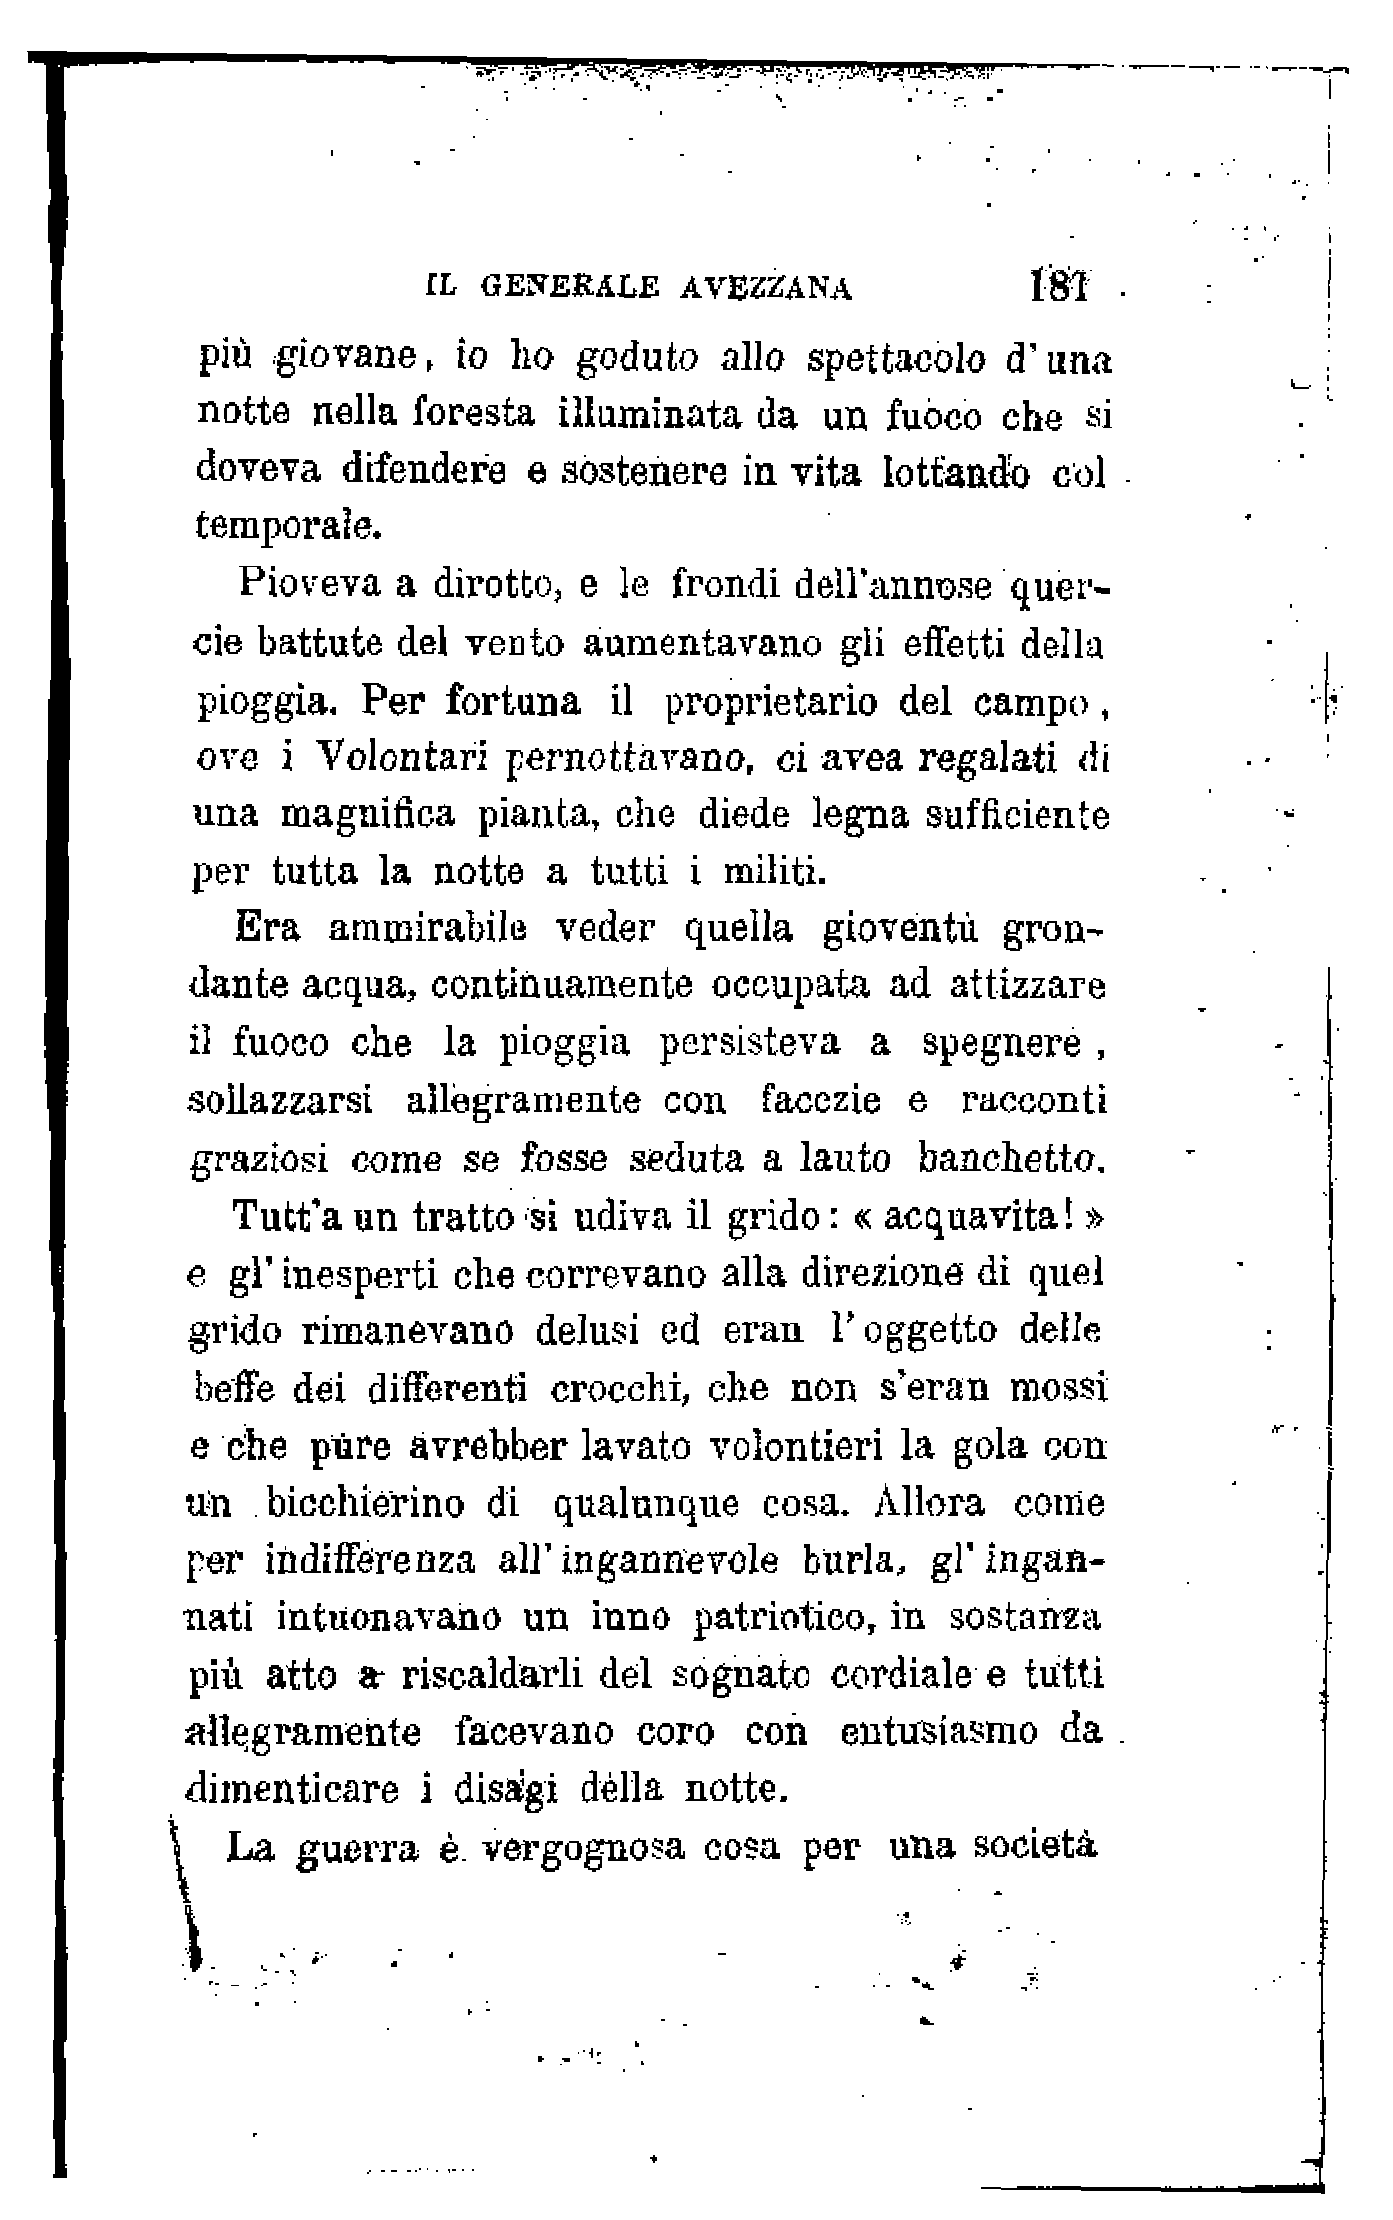 IL GENERALE AVEZZANA 181
più giovane, io ho goduto allo spettacolo d'una
notte nella foresta illuminata da un fuoco che si
doveva difendere e sostenere in vita lottando col
temporale.
Pioveva a dirotto, e le frondi dell'annose quer-
cie battute del vento aumentavano gli effetti della
pioggia. Per fortuna il proprietario del campo,
ove i Volontari pernottavano, ci avea regalati di
una magnifica pianta, che diede legna sufficiente
per tutta la notte a tutti i militi.
Era ammirabile veder quella gioventù gron-
dante acqua, continuamente occupata ad attizzare
il fuoco che la pioggia persisteva a spegnere,
sollazzarsi allegramente con facezie e racconti
graziosi come se fosse seduta a lauto banchetto.
Tutt'a un tratto si udiva il grido: « acquavita! »
e gl'inesperti che correvano alla direzione di quel
grido rimanevano delusi ed eran l'oggetto delle
beffe dei differenti crocchi, che non s'eran mossi
e che pure avrebber lavato volontieri la gola con
un bicchierino di qualunque cosa. Allora come
per indifferenza all'ingannevole burla, gl'ingan-
nati intuonavano un inno patriotico, in sostanza
più atto a riscaldarli del sognato cordiale e tutti
allegramente facevano coro con entusiasmo da
dimenticare i disagi della notte.
La guerra è vergognosa cosa per una società